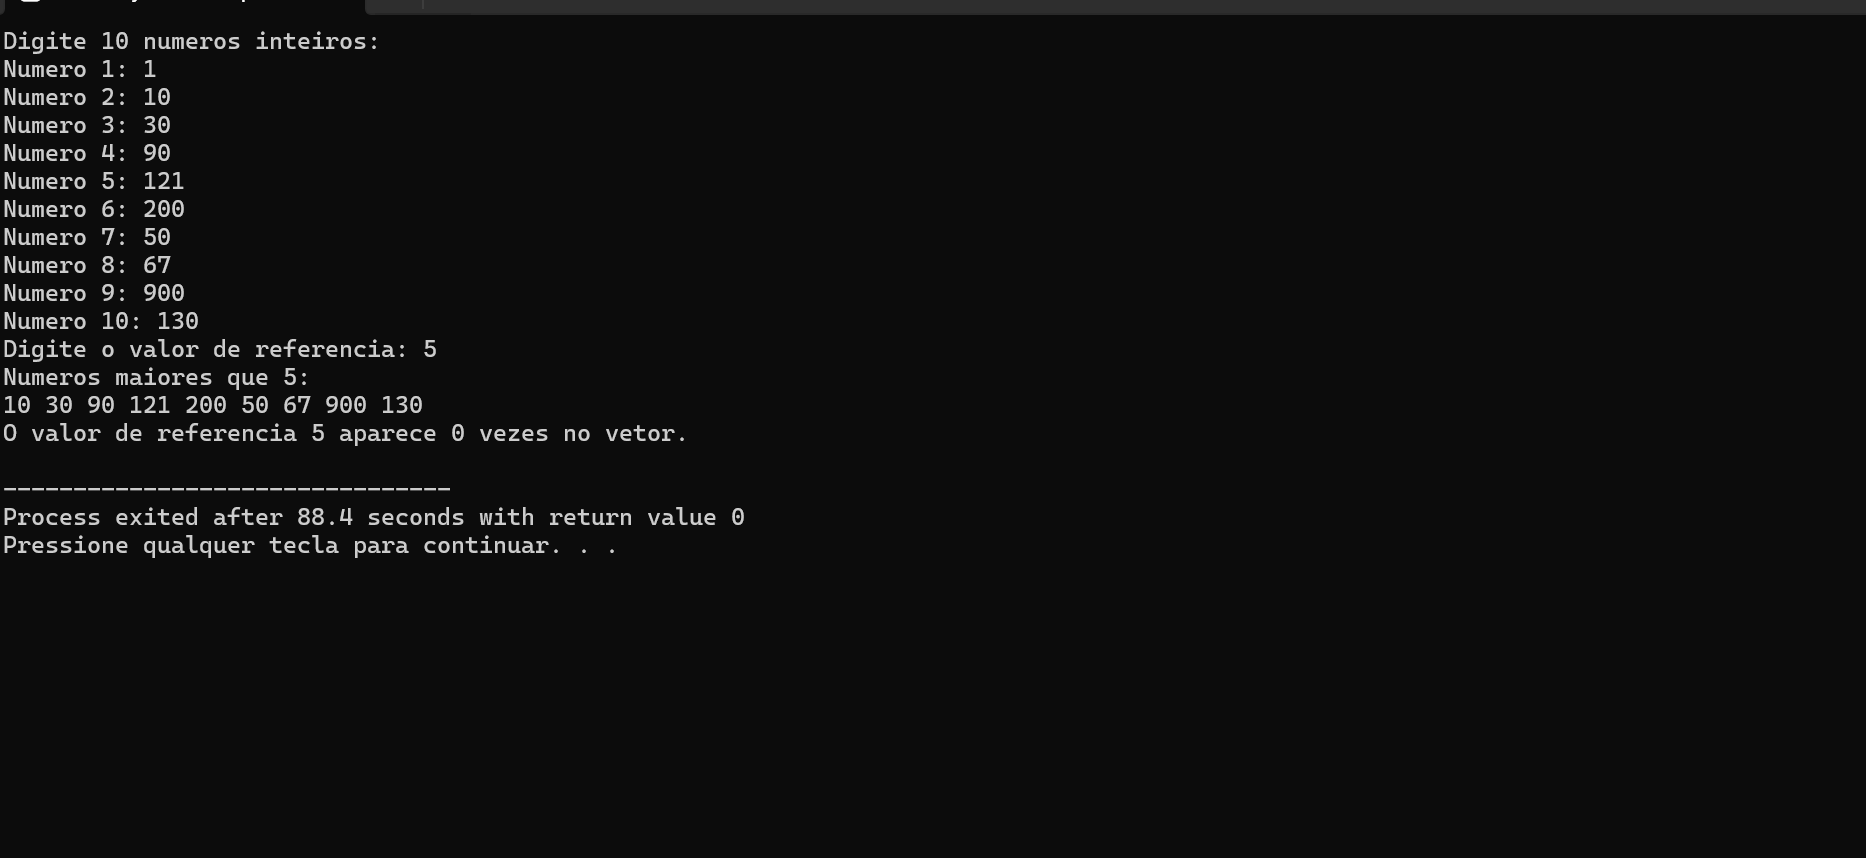 Digite 10 numeros inteiros:
Numero 1: 1
Numero 2: 10
Numero 3: 30
Numero 4: 90
Numero 5: 121
Numero 6: 200
Numero 7: 50
Numero 8: 67
Numero 9: 900
Numero 10: 130
Digite o valor de referencia: 5
Numeros maiores que 5:
10 30 90 121 200 50 67 900 130
O valor de referencia 5 aparece 0 vezes no vetor.
--------------------------------
Process exited after 88.4 seconds with return value 0
Pressione qualquer tecla para continuar. . .